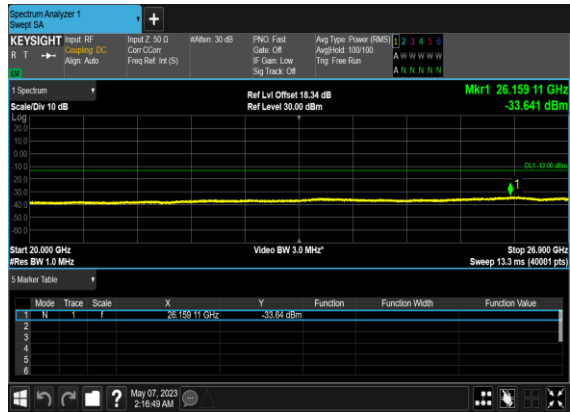 Spectrum Analyzer 1
Swept SA
+
KEYSIGHT Input: RF Input Z: 50 Ω #Atten: 30 dB PNO: Fast Avg Type: Power (RMS) 1 2 3 4 5 6
R T Coupling: DC Corr CCorr Gate: Off Avg|Hold: 100/100 A W W W W W
Align: Auto Freq Ref: Int (S) IF Gain: Low Trig: Free Run
LW Sig Track: Off A N N N N N
1 Spectrum Ref Lvl Offset 18.34 dB Mkr1 26.159 11 GHz
Scale/Div 10 dB Ref Level 30.00 dBm -33.641 dBm
Log
20.0
10.0
0.00
-10.0 DL1 -13.00 dBm
-20.0
-30.0 1
-40.0
-50.0
-60.0
Start 20.000 GHz Video BW 3.0 MHz* Stop 26.900 GHz
#Res BW 1.0 MHz Sweep 13.3 ms (40001 pts)
5 Marker Table
Mode Trace Scale X Y Function Function Width Function Value
1 N 1 f 26.159 11 GHz -33.64 dBm
2
3
4
5
6
? May 07, 2023
2:16:49 AM